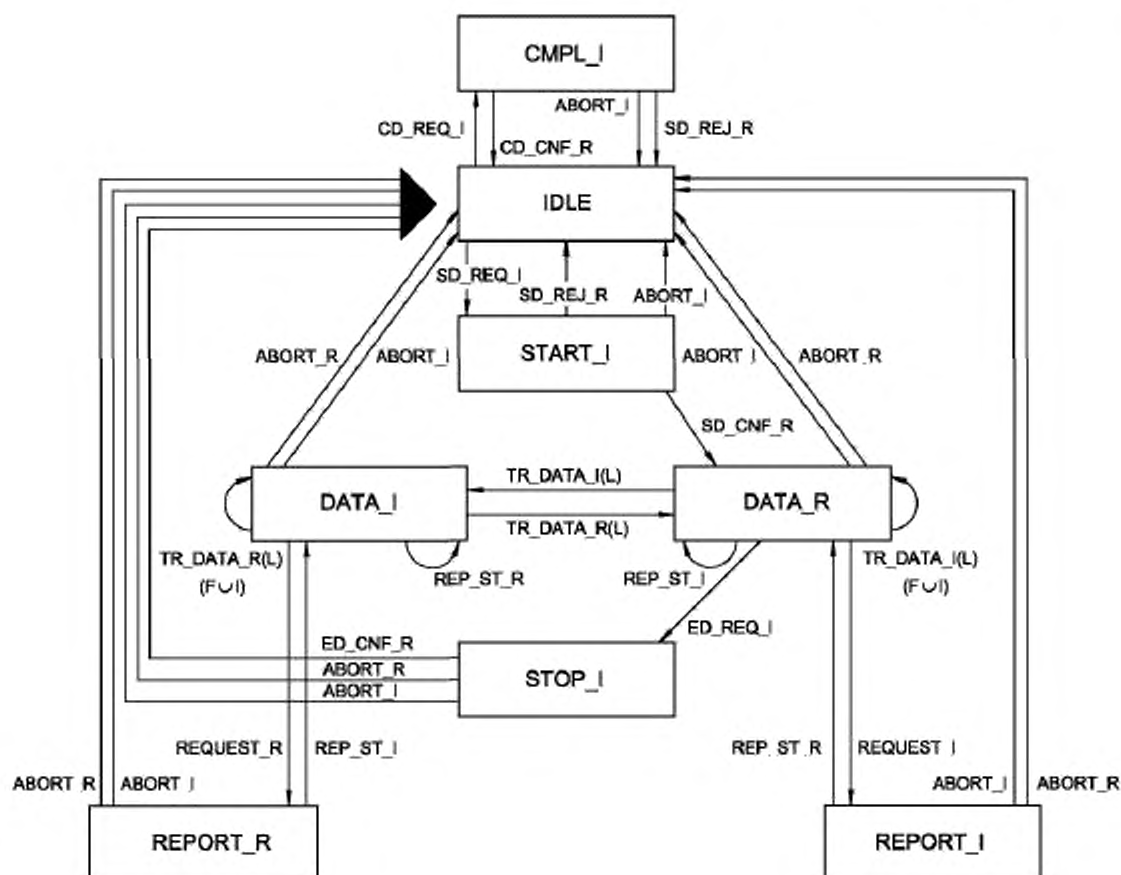 CMPL_I
ABORT_I
CD_REQ_I
SD_REJ_R
CD_CNF_R
IDLE
SD_REQ_I
SD_REJ_R
ABORT_I
START_I
ABORT_R
ABORT_I
ABORT_I
ABORT_R
SD_CNF_R
TR_DATA_I(L)
DATA_I
DATA_R
TR_DATA_R(L)
TR_DATA_R(L)
(F∪I)
REP_ST_R
REP_ST_I
TR_DATA_I(L)
(F∪I)
ED_REQ_I
ED_CNF_R
ABORT_R
ABORT_I
STOP_I
REQUEST_R
REP_ST_I
REP_ST_R
REQUEST_I
ABORT_R
ABORT_I
ABORT_I
ABORT_R
REPORT_R
REPORT_I